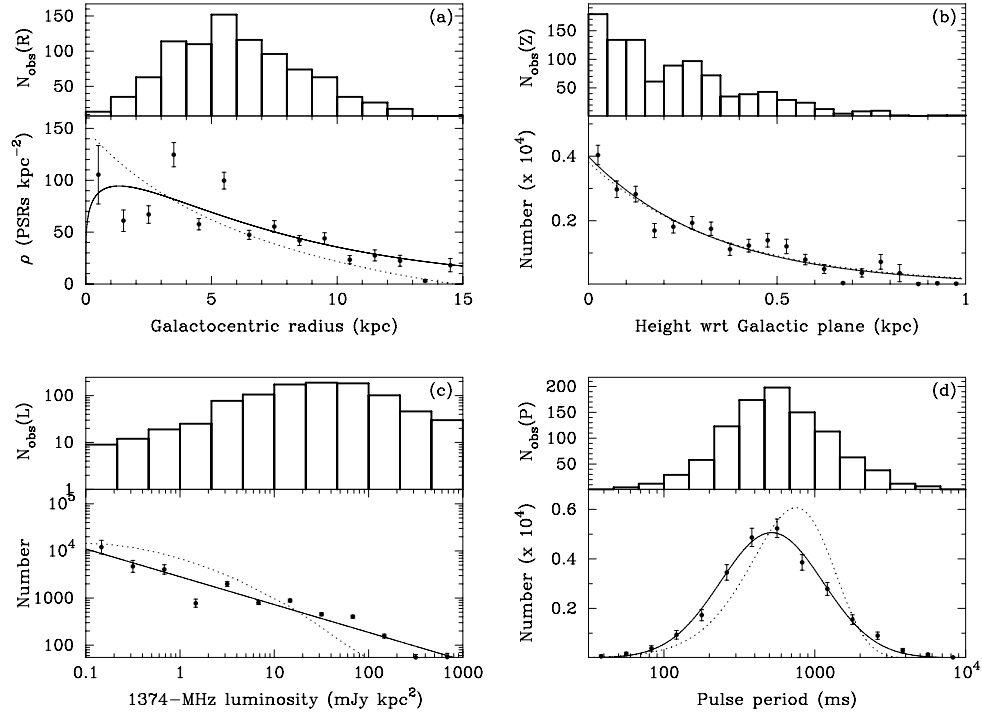 (a)
N_obs(R)
150
100
50
ρ (PSRs kpc⁻²)
150
100
50
0
0 5 10 15
Galactocentric radius (kpc)
(b)
N_obs(Z)
150
100
50
Number (x 10⁴)
0.4
0.2
0 0.5 1
Height wrt Galactic plane (kpc)
(c)
N_obs(L)
100
10
1
Number
10⁵
10⁴
1000
100
0.1 1 10 100 1000
1374-MHz luminosity (mJy kpc²)
(d)
N_obs(P)
200
150
100
50
Number (x 10⁴)
0.6
0.4
0.2
100 1000 10⁴
Pulse period (ms)